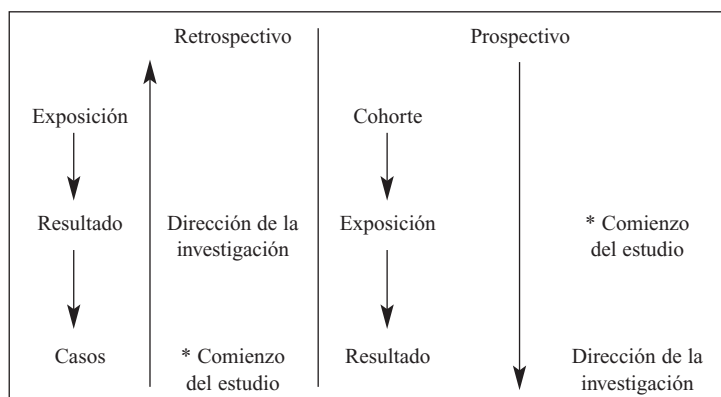 Retrospectivo
Prospectivo
Exposición
Cohorte
Resultado
Dirección de la
investigación
Exposición
* Comienzo
del estudio
Casos
* Comienzo
del estudio
Resultado
Dirección de la
investigación